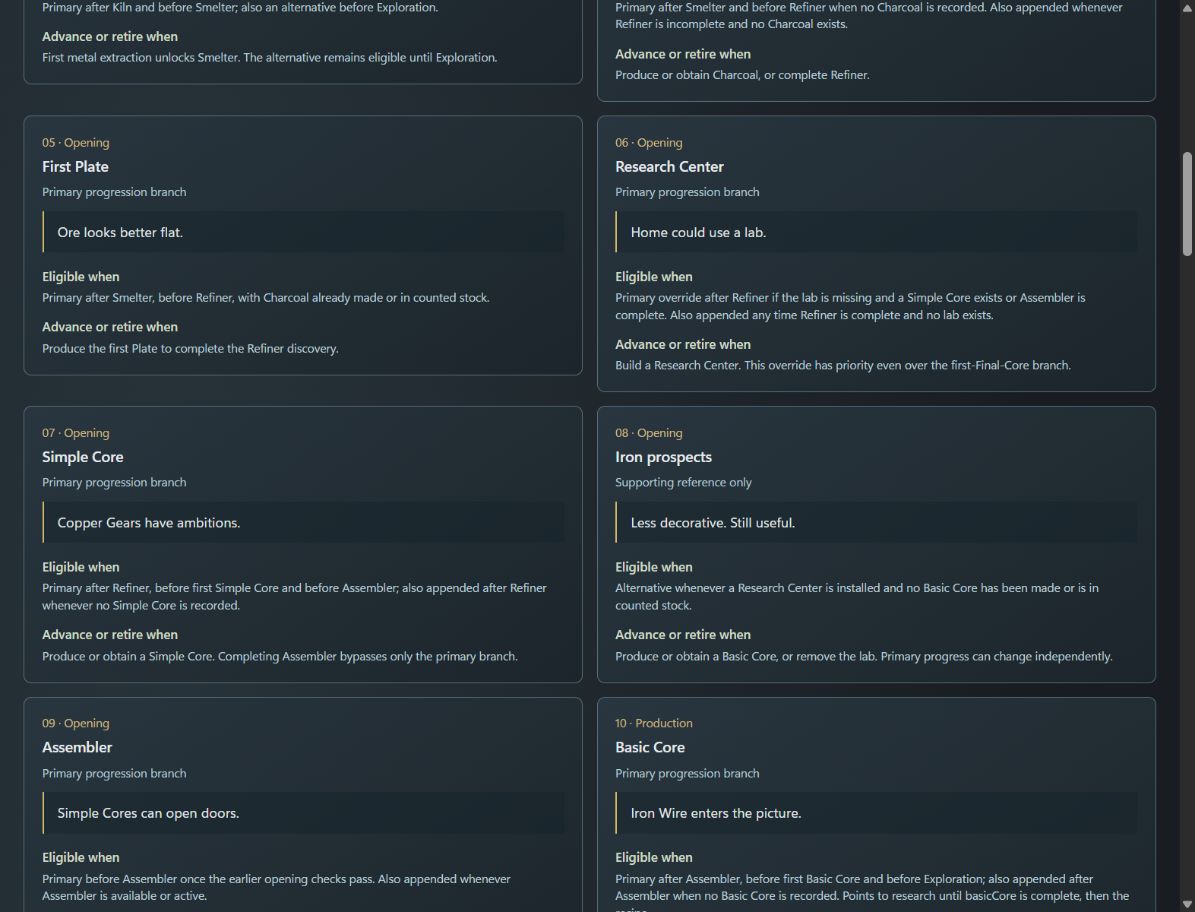 Primary after Kiln and before Smelter; also an alternative before Exploration.
Advance or retire when
First metal extraction unlocks Smelter. The alternative remains eligible until Exploration.
Primary after Smelter and before Refiner when no Charcoal is recorded. Also appended whenever
Refiner is incomplete and no Charcoal exists.
Advance or retire when
Produce or obtain Charcoal, or complete Refiner.
05 · Opening
First Plate
Primary progression branch
Ore looks better flat.
Eligible when
Primary after Smelter, before Refiner, with Charcoal already made or in counted stock.
Advance or retire when
Produce the first Plate to complete the Refiner discovery.
06 · Opening
Research Center
Primary progression branch
Home could use a lab.
Eligible when
Primary override after Refiner if the lab is missing and a Simple Core exists or Assembler is
complete. Also appended any time Refiner is complete and no lab exists.
Advance or retire when
Build a Research Center. This override has priority even over the first-Final-Core branch.
07 · Opening
Simple Core
Primary progression branch
Copper Gears have ambitions.
Eligible when
Primary after Refiner, before first Simple Core and before Assembler; also appended after Refiner
whenever no Simple Core is recorded.
Advance or retire when
Produce or obtain a Simple Core. Completing Assembler bypasses only the primary branch.
08 · Opening
Iron prospects
Supporting reference only
Less decorative. Still useful.
Eligible when
Alternative whenever a Research Center is installed and no Basic Core has been made or is in
counted stock.
Advance or retire when
Produce or obtain a Basic Core, or remove the lab. Primary progress can change independently.
09 · Opening
Assembler
Primary progression branch
Simple Cores can open doors.
Eligible when
Primary before Assembler once the earlier opening checks pass. Also appended whenever
Assembler is available or active.
10 · Production
Basic Core
Primary progression branch
Iron Wire enters the picture.
Eligible when
Primary after Assembler, before first Basic Core and before Exploration; also appended after
Assembler when no Basic Core is recorded. Points to research until basicCore is complete, then the